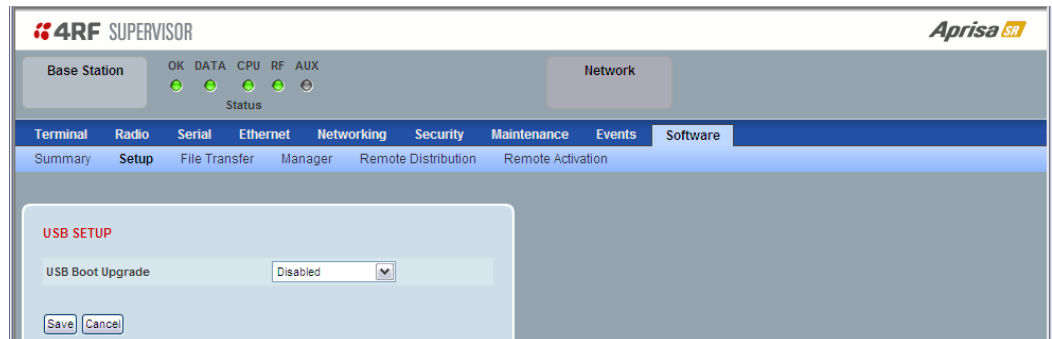 4RF SUPERVISOR
Aprisa SR
Base Station
OK DATA CPU RF AUX
Status
Network
Terminal Radio Serial Ethernet Networking Security Maintenance Events Software
Summary Setup File Transfer Manager Remote Distribution Remote Activation
USB SETUP
USB Boot Upgrade Disabled
Save Cancel